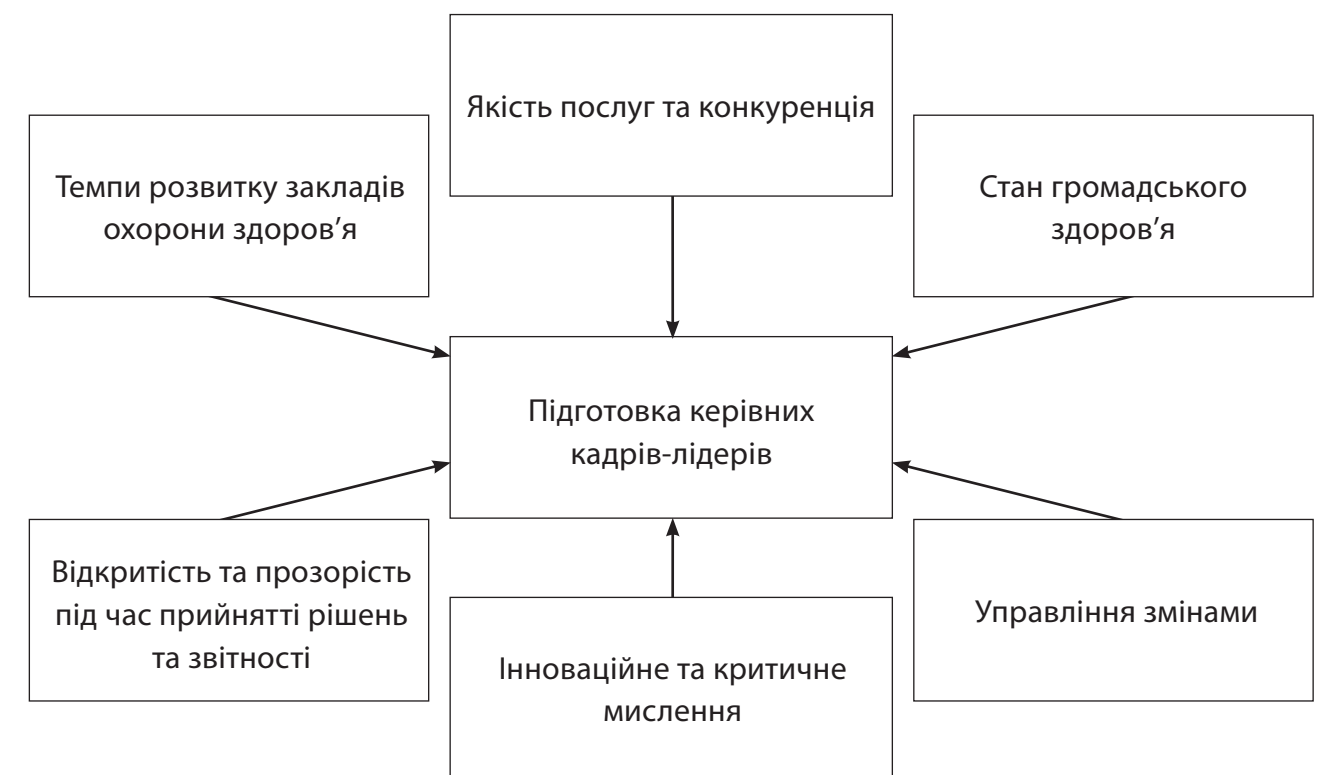 Якість послуг та конкуренція
Темпи розвитку закладів
охорони здоров’я
Стан громадського
здоров’я
Підготовка керівних
кадрів-лідерів
Відкритість та прозорість
під час прийнятті рішень
та звітності
Інноваційне та критичне
мислення
Управління змінами